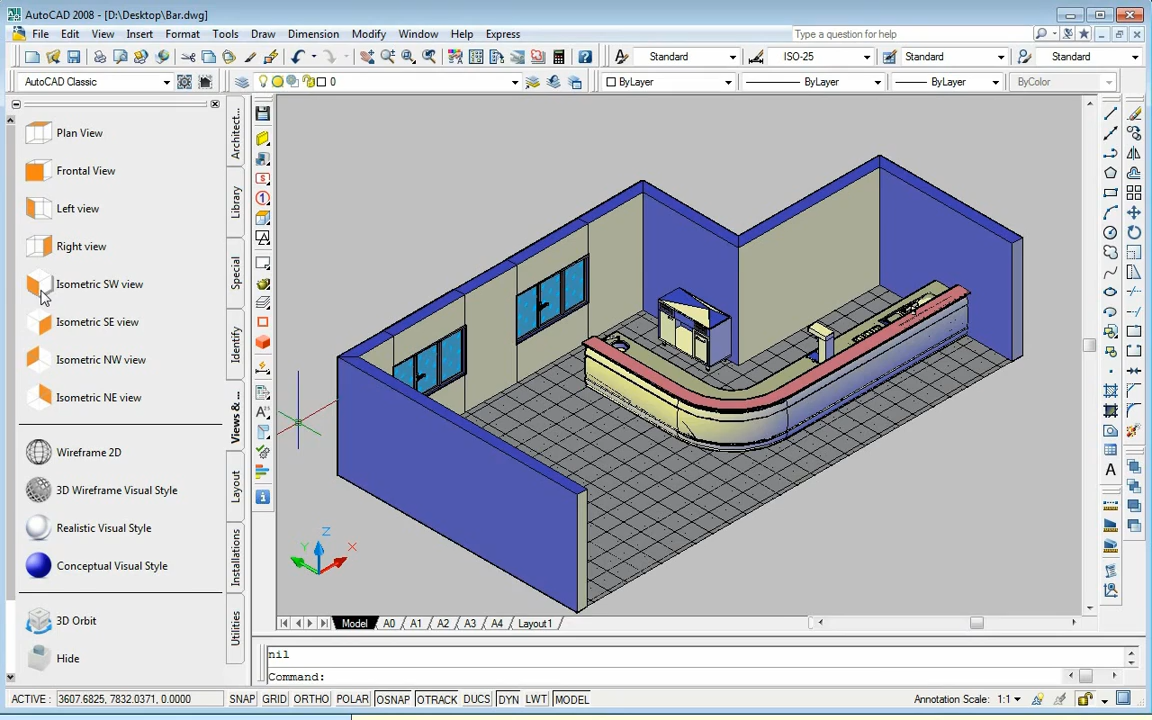 AutoCAD 2008 - [D:\Desktop\Bar.dwg]
File Edit View Insert Format Tools Draw Dimension Modify Window Help Express
Type a question for help
Standard ISO-25 Standard Standard
AutoCAD Classic 0 ByLayer ByLayer ByLayer ByColor
Plan View
Frontal View
Left view
Right view
Isometric SW view
Isometric SE view
Isometric NW view
Isometric NE view
Wireframe 2D
3D Wireframe Visual Style
Realistic Visual Style
Conceptual Visual Style
3D Orbit
Hide
Architect...
Library
Special
Identify
Views &...
Layout
Installations
Utilities
Z
Y X
Model A0 A1 A2 A3 A4 Layout1
nil
Command:
ACTIVE : 3607.6825, 7832.0371, 0.0000 SNAP GRID ORTHO POLAR OSNAP OTRACK DUCS DYN LWT MODEL Annotation Scale: 1:1